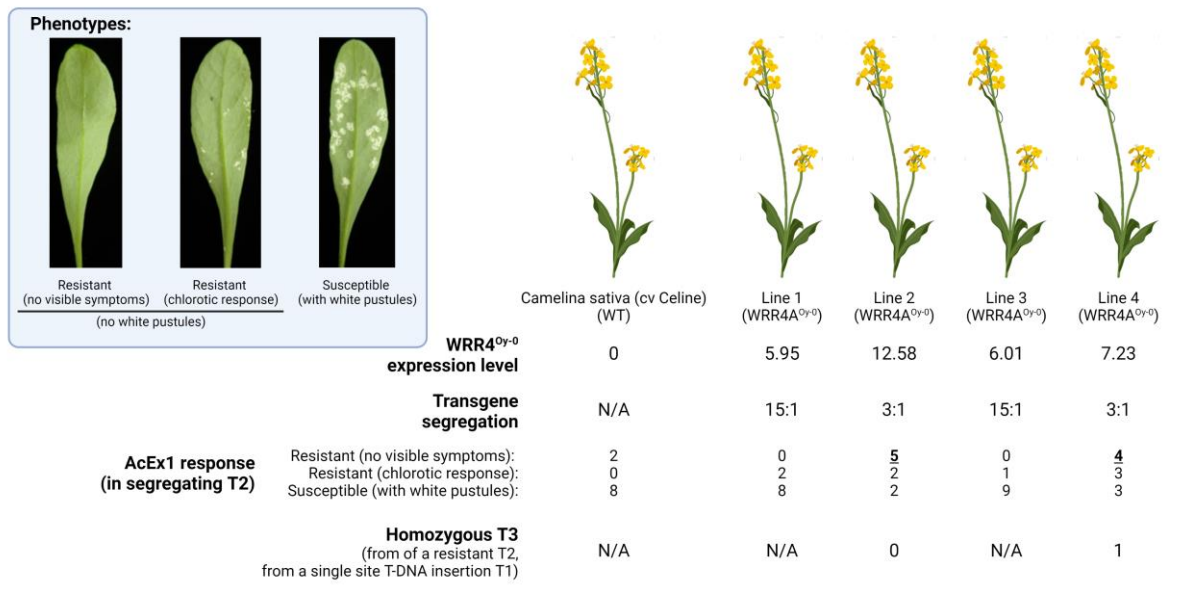 Phenotypes:
Resistant
(no visible symptoms)
Resistant
(chlorotic response)
Susceptible
(with white pustules)
(no white pustules)
Camelina sativa (cv Celine)
(WT)
Line 1
(WRR4A^Oy-0)
Line 2
(WRR4A^Oy-0)
Line 3
(WRR4A^Oy-0)
Line 4
(WRR4A^Oy-0)
WRR4^Oy-0
expression level
0 5.95 12.58 6.01 7.23
Transgene
segregation
N/A 15:1 3:1 15:1 3:1
AcEx1 response
(in segregating T2)
Resistant (no visible symptoms): 2 0 5 0 4
Resistant (chlorotic response): 0 2 2 1 3
Susceptible (with white pustules): 8 8 2 9 3
Homozygous T3
(from of a resistant T2,
from a single site T-DNA insertion T1)
N/A N/A 0 N/A 1